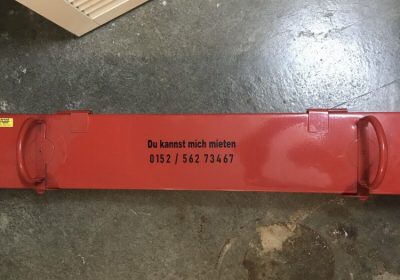 Du kannst mich mieten
0152 / 562 73467